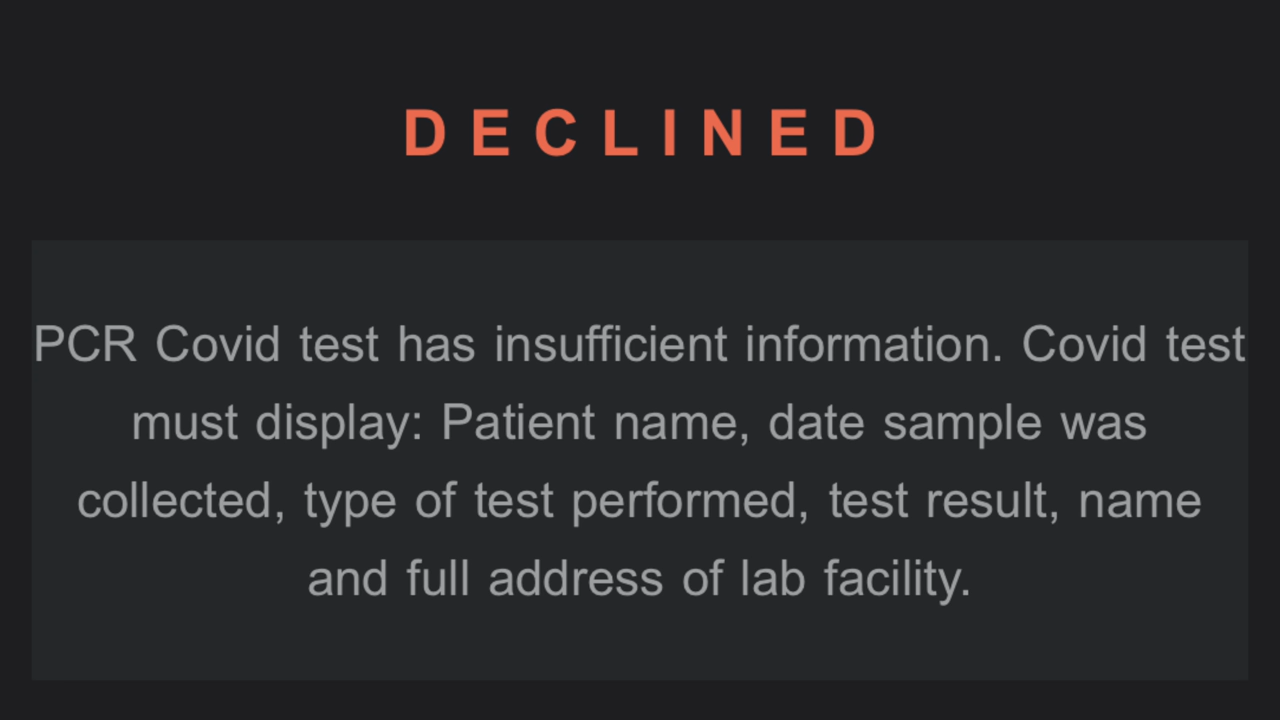 DECLINED
PCR Covid test has insufficient information. Covid test
must display: Patient name, date sample was
collected, type of test performed, test result, name
and full address of lab facility.